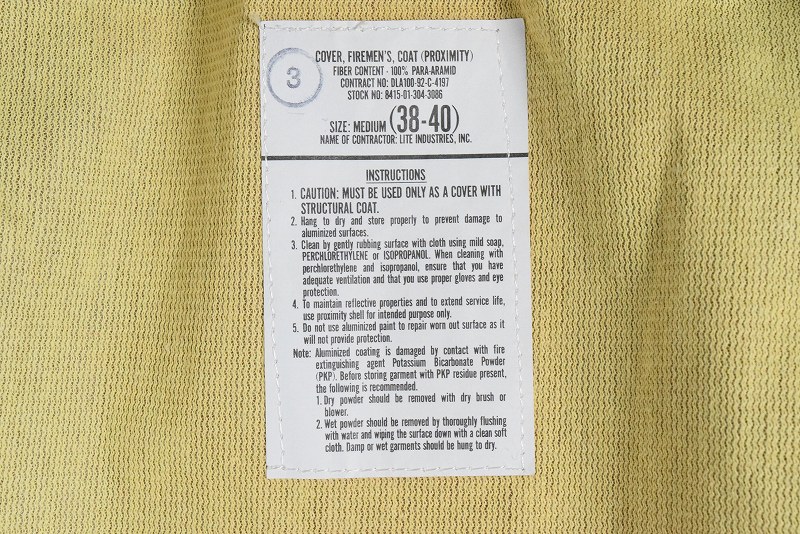 3
COVER, FIREMEN'S, COAT (PROXIMITY)
FIBER CONTENT - 100% PARA-ARAMID
CONTRACT NO: DLA100-92-C-4197
STOCK NO: 8415-01-304-3086
SIZE: MEDIUM (38-40)
NAME OF CONTRACTOR: LITE INDUSTRIES, INC.
INSTRUCTIONS
1. CAUTION: MUST BE USED ONLY AS A COVER WITH
STRUCTURAL COAT.
2. Hang to dry and store properly to prevent damage to
aluminized surfaces.
3. Clean by gently rubbing surface with cloth using mild soap,
PERCHLORETHYLENE or ISOPROPANOL. When cleaning with
perchlorethylene and isopropanol, ensure that you have
adequate ventilation and that you use proper gloves and eye
protection.
4. To maintain reflective properties and to extend service life,
use proximity shell for intended purpose only.
5. Do not use aluminized paint to repair worn out surface as it
will not provide protection.
Note: Aluminized coating is damaged by contact with fire
extinguishing agent Potassium Bicarbonate Powder
(PKP). Before storing garment with PKP residue present,
the following is recommended.
1. Dry powder should be removed with dry brush or
blower.
2. Wet powder should be removed by thoroughly flushing
with water and wiping the surface down with a clean soft
cloth. Damp or wet garments should be hung to dry.